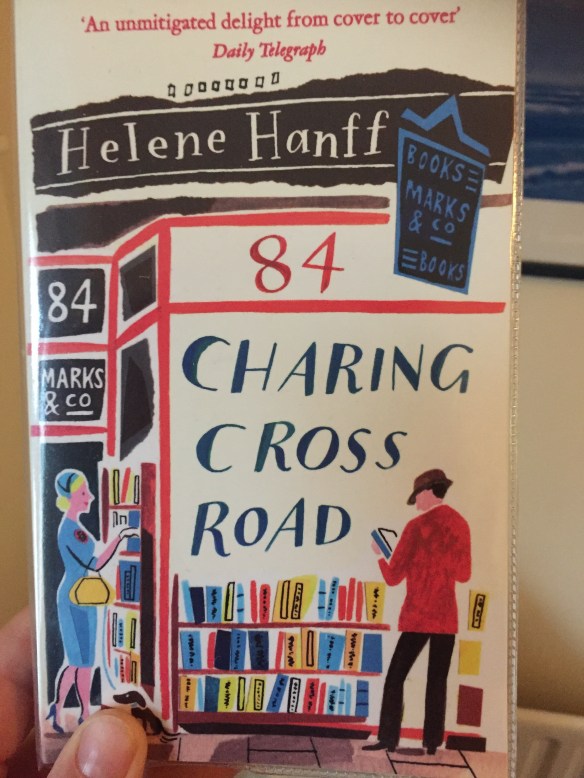 'An unmitigated delight from cover to cover'
Daily Telegraph
Helene Hanff
BOOKS
MARKS
& CO
BOOKS
84
84
MARKS
& CO
CHARING
CROSS
ROAD